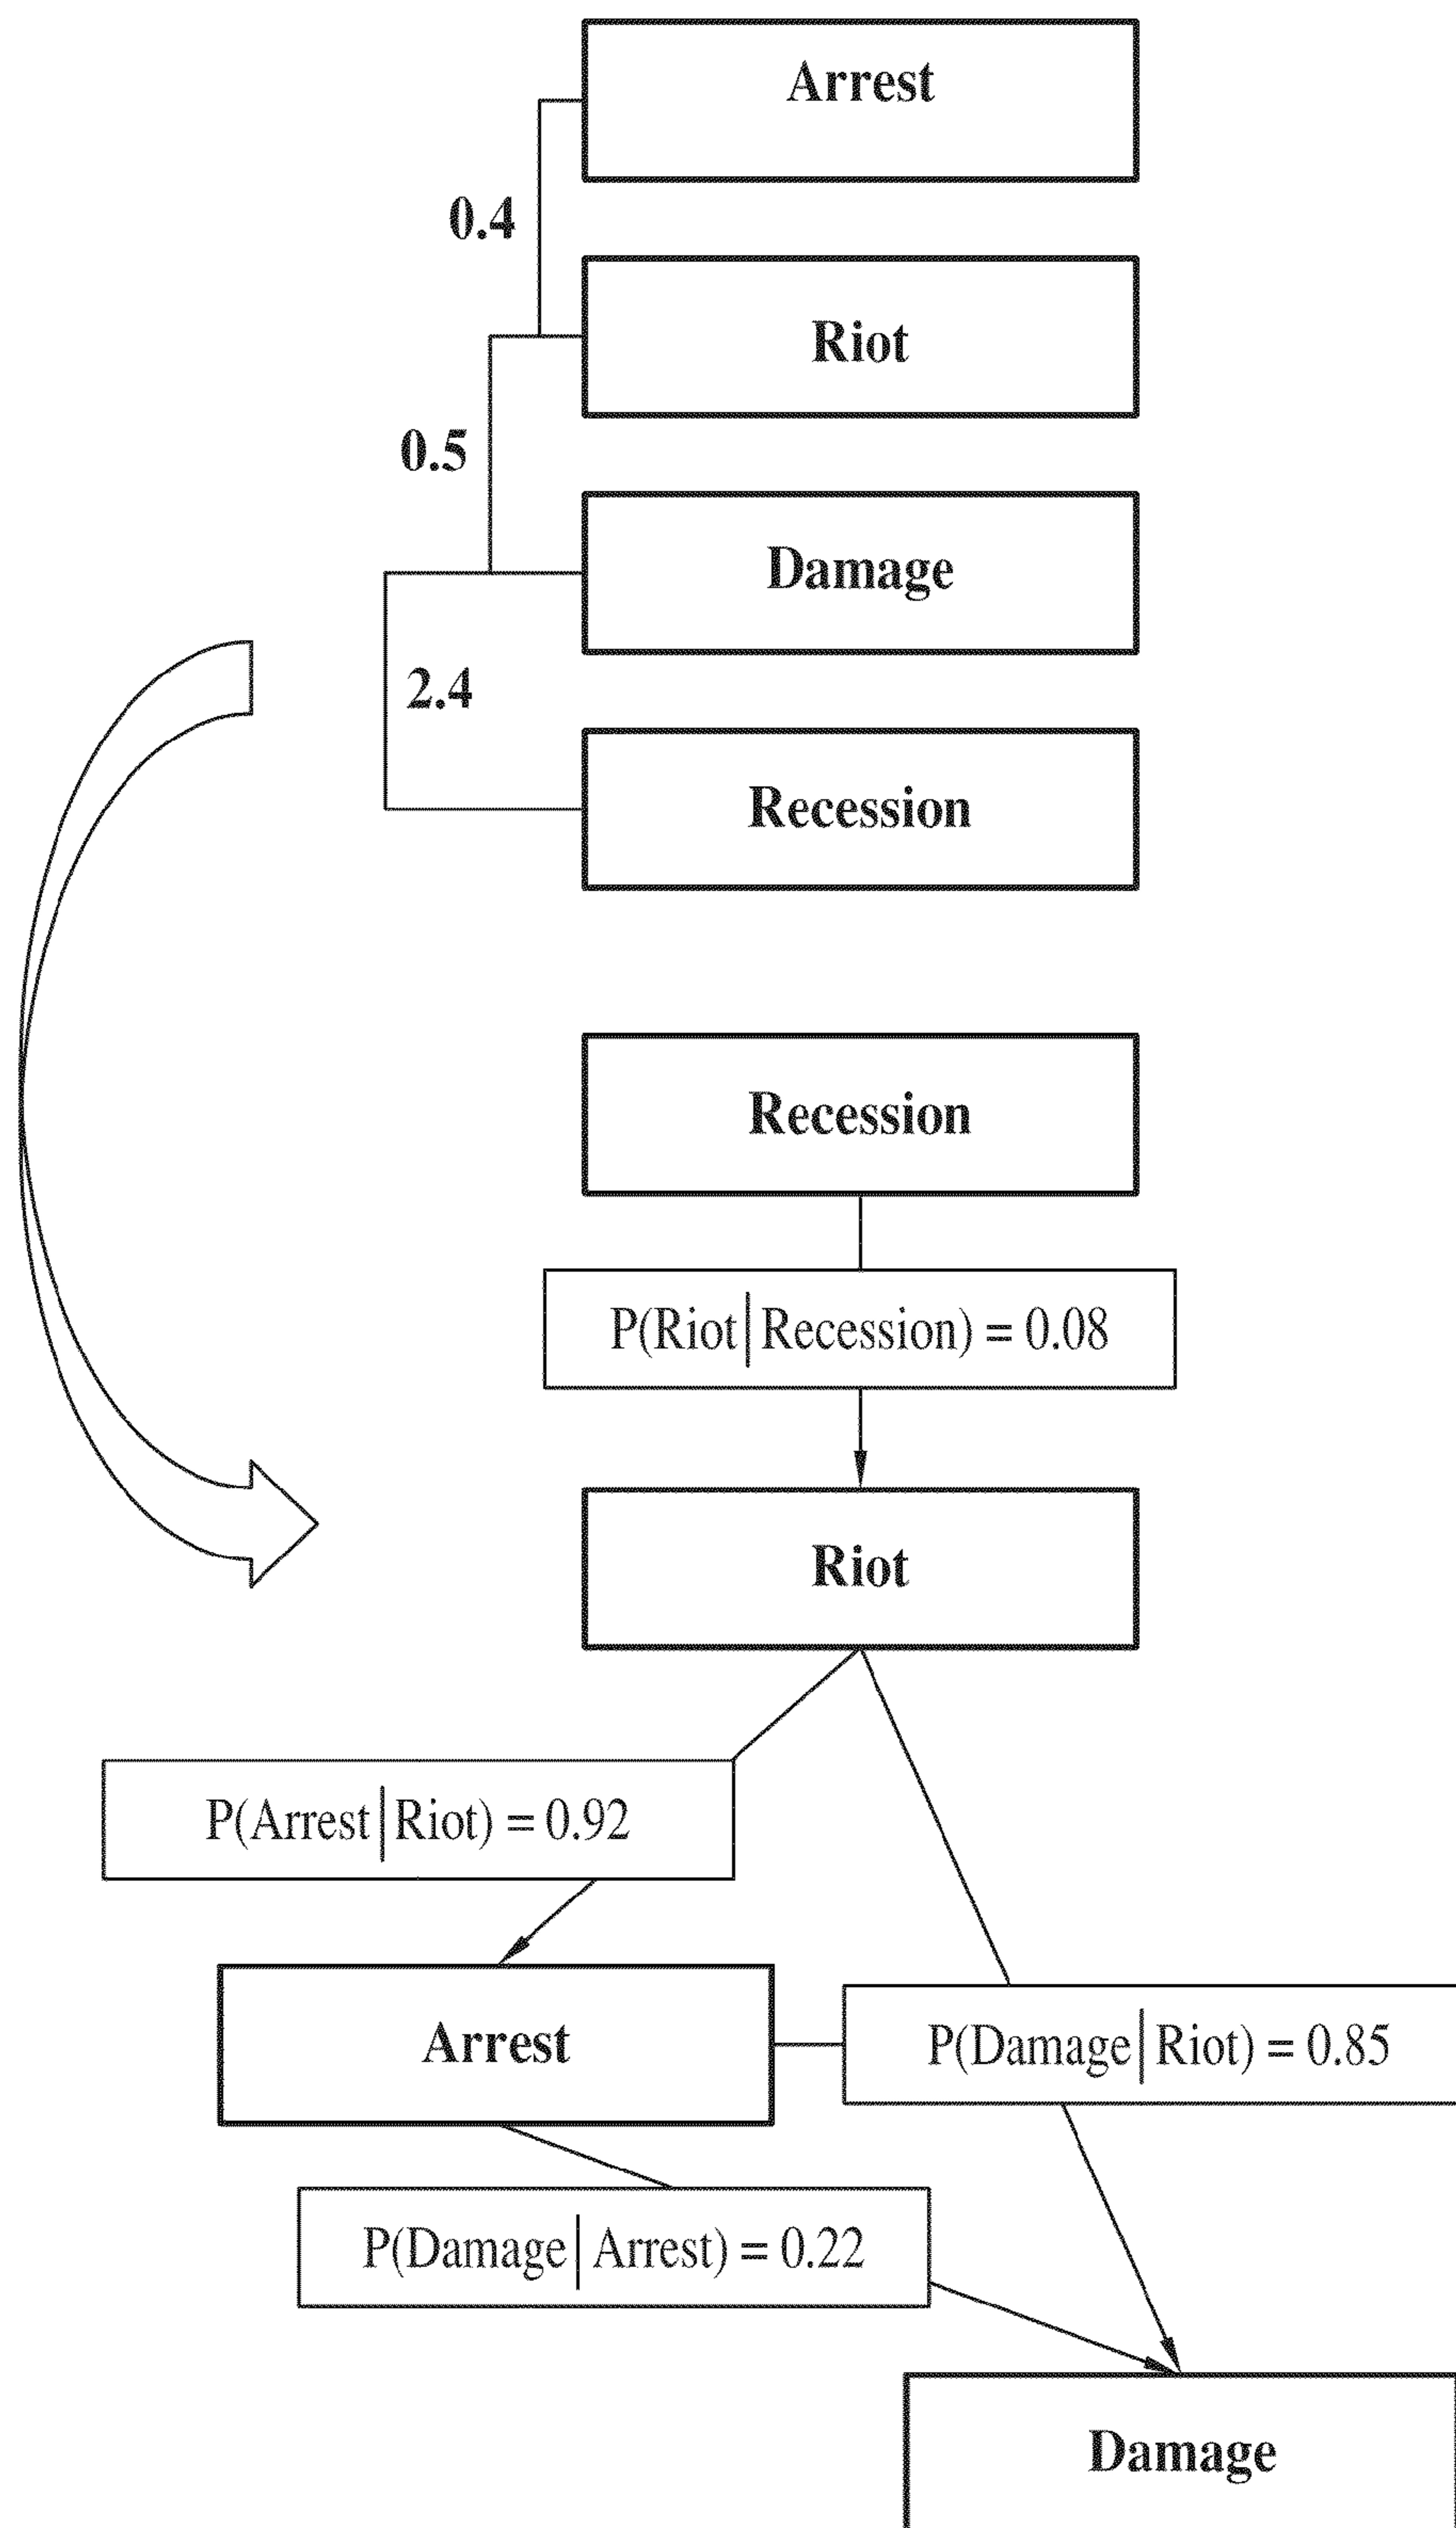 Arrest
0.4
Riot
0.5
Damage
2.4
Recession
Recession
P(Riot|Recession) = 0.08
Riot
P(Arrest|Riot) = 0.92
Arrest
P(Damage|Riot) = 0.85
P(Damage|Arrest) = 0.22
Damage